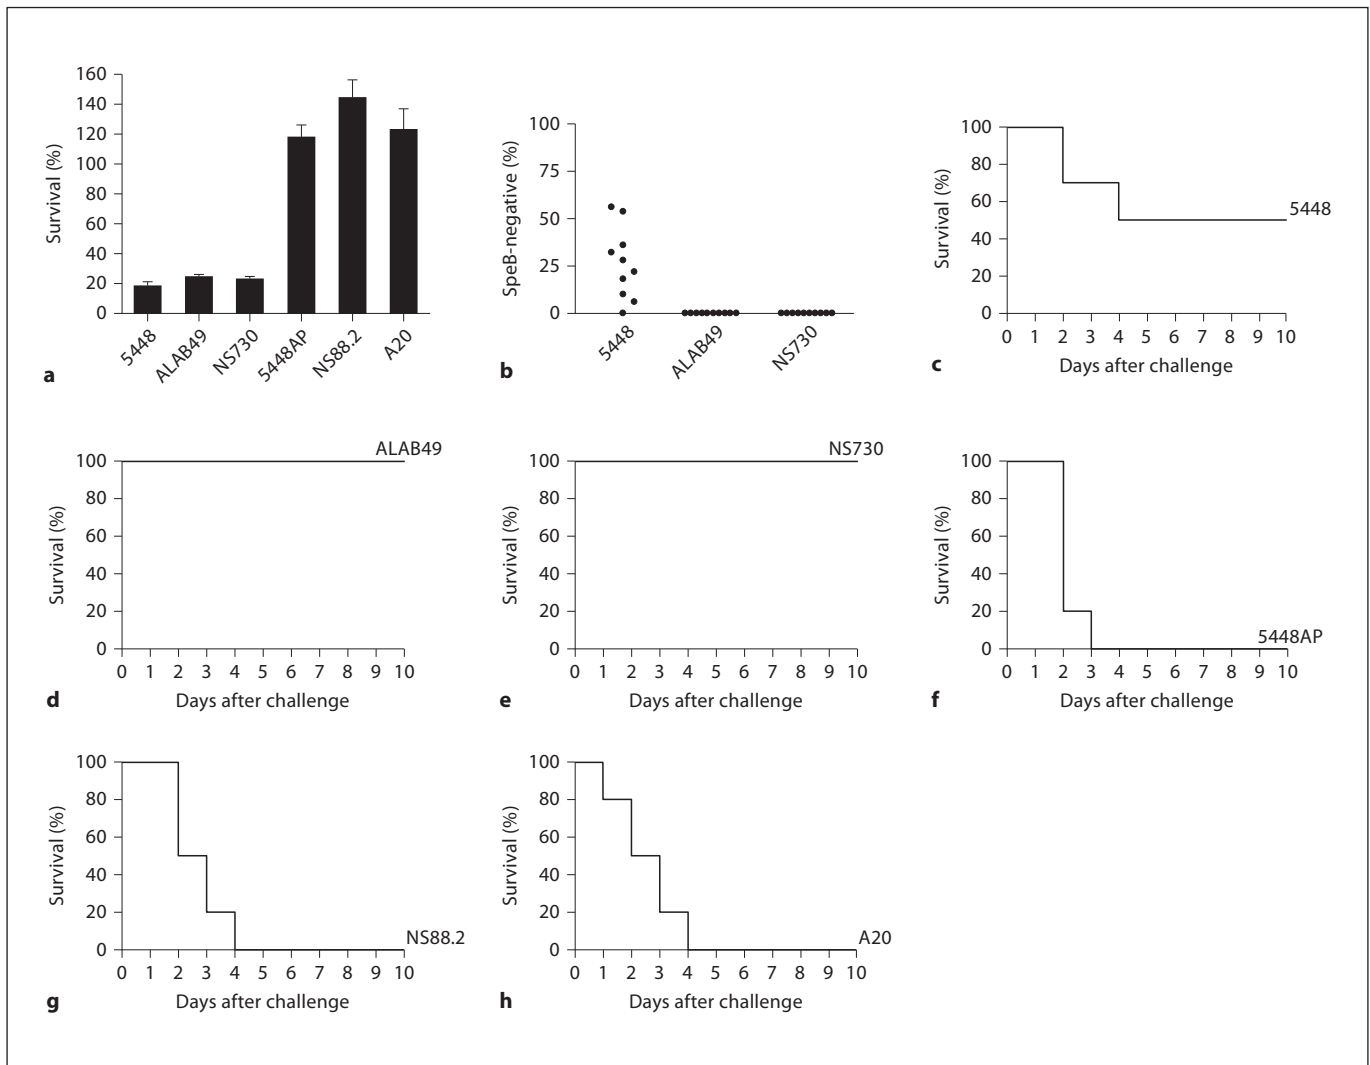 160
140
120
100
80
60
40
20
0
Survival (%)
5448
ALAB49
NS730
5448AP
NS88.2
A20
a
100
75
50
25
0
SpeB-negative (%)
5448
ALAB49
NS730
b
100
80
60
40
20
0
Survival (%)
5448
0 1 2 3 4 5 6 7 8 9 10
Days after challenge
c
100
80
60
40
20
0
Survival (%)
ALAB49
0 1 2 3 4 5 6 7 8 9 10
Days after challenge
d
100
80
60
40
20
0
Survival (%)
NS730
0 1 2 3 4 5 6 7 8 9 10
Days after challenge
e
100
80
60
40
20
0
Survival (%)
5448AP
0 1 2 3 4 5 6 7 8 9 10
Days after challenge
f
100
80
60
40
20
0
Survival (%)
NS88.2
0 1 2 3 4 5 6 7 8 9 10
Days after challenge
g
100
80
60
40
20
0
Survival (%)
A20
0 1 2 3 4 5 6 7 8 9 10
Days after challenge
h